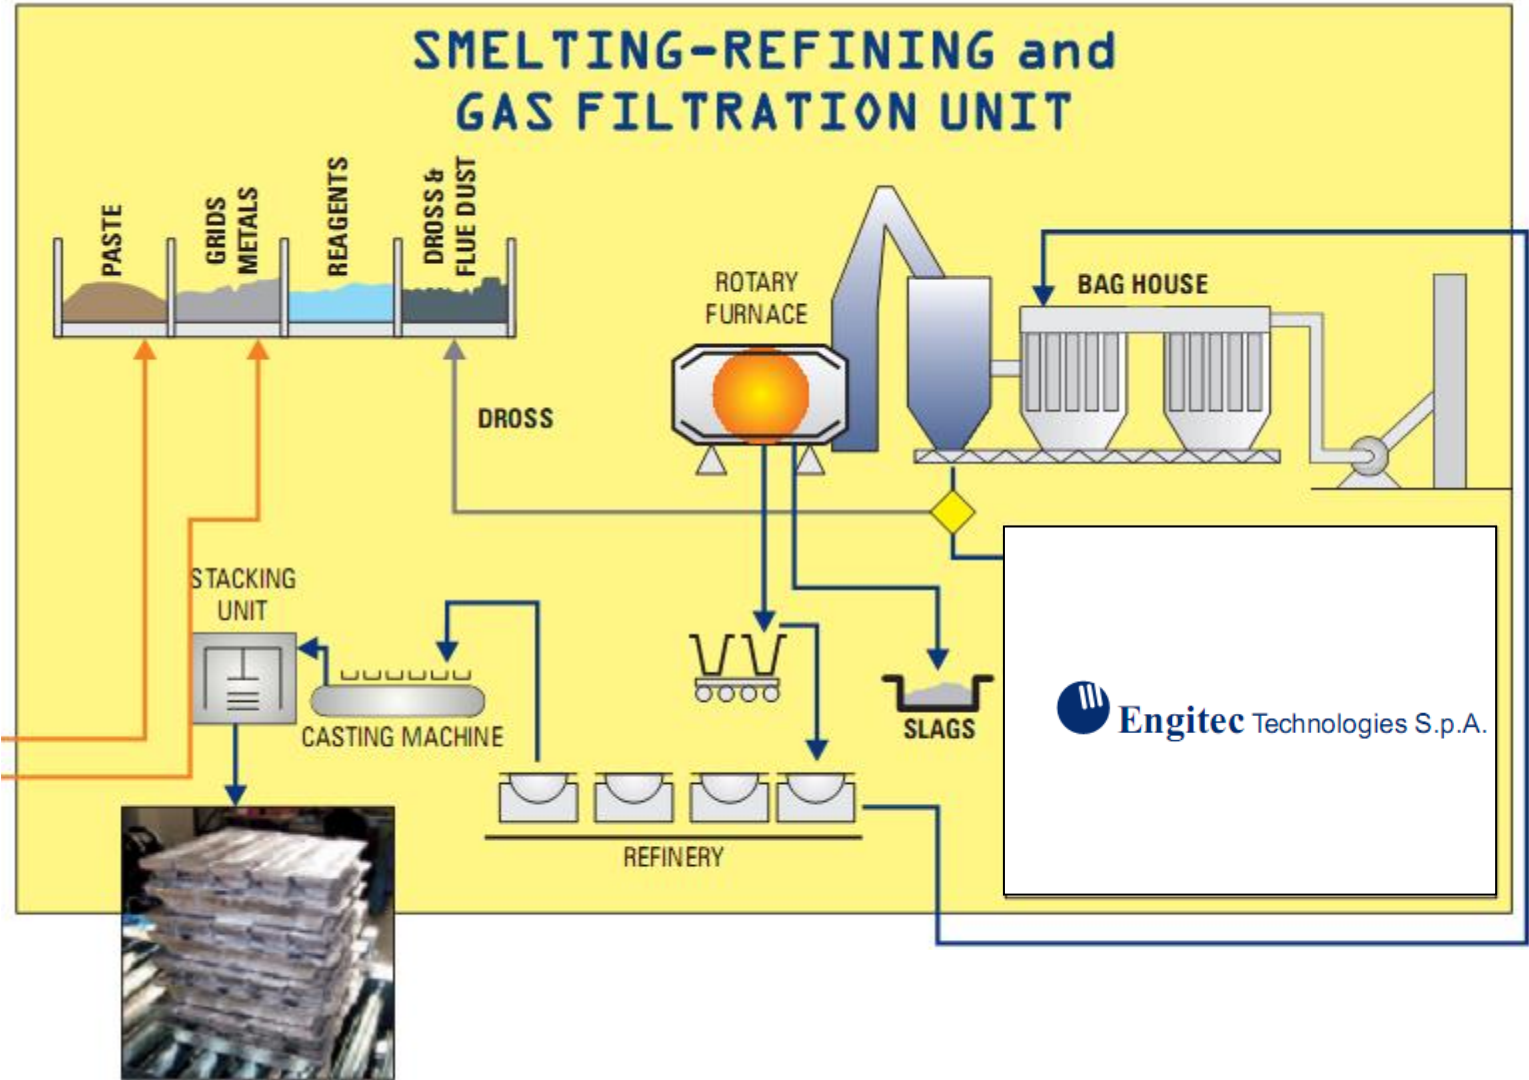 SMELTING-REFINING and
GAS FILTRATION UNIT
PASTE
GRIDS
METALS
REAGENTS
DROSS &
FLUE DUST
ROTARY
FURNACE
BAG HOUSE
DROSS
STACKING
UNIT
CASTING MACHINE
SLAGS
REFINERY
Engitec Technologies S.p.A.